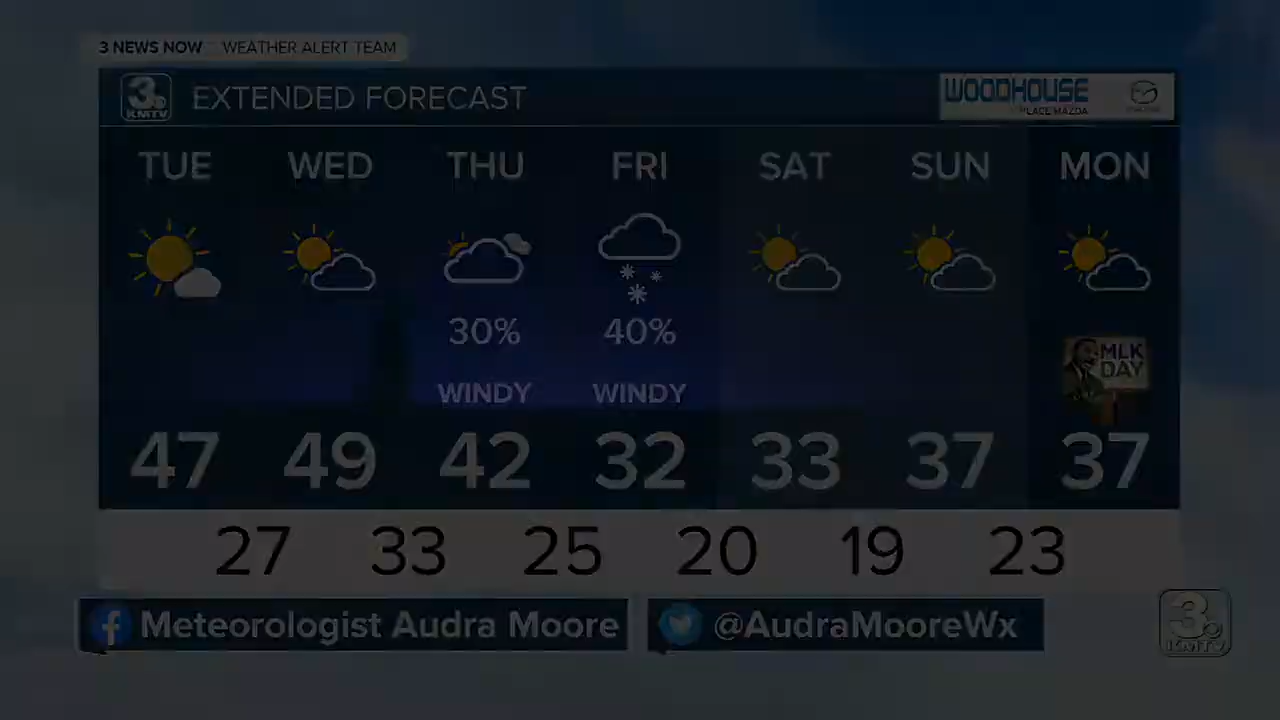 3 NEWS NOW WEATHER ALERT TEAM
3 KMTV EXTENDED FORECAST WOODHOUSE
PLACE MAZDA
TUE WED THU FRI SAT SUN MON
30% 40%
MLK DAY
WINDY WINDY
47 49 42 32 33 37 37
27 33 25 20 19 23
Meteorologist Audra Moore @AudraMooreWx
3 KMTV